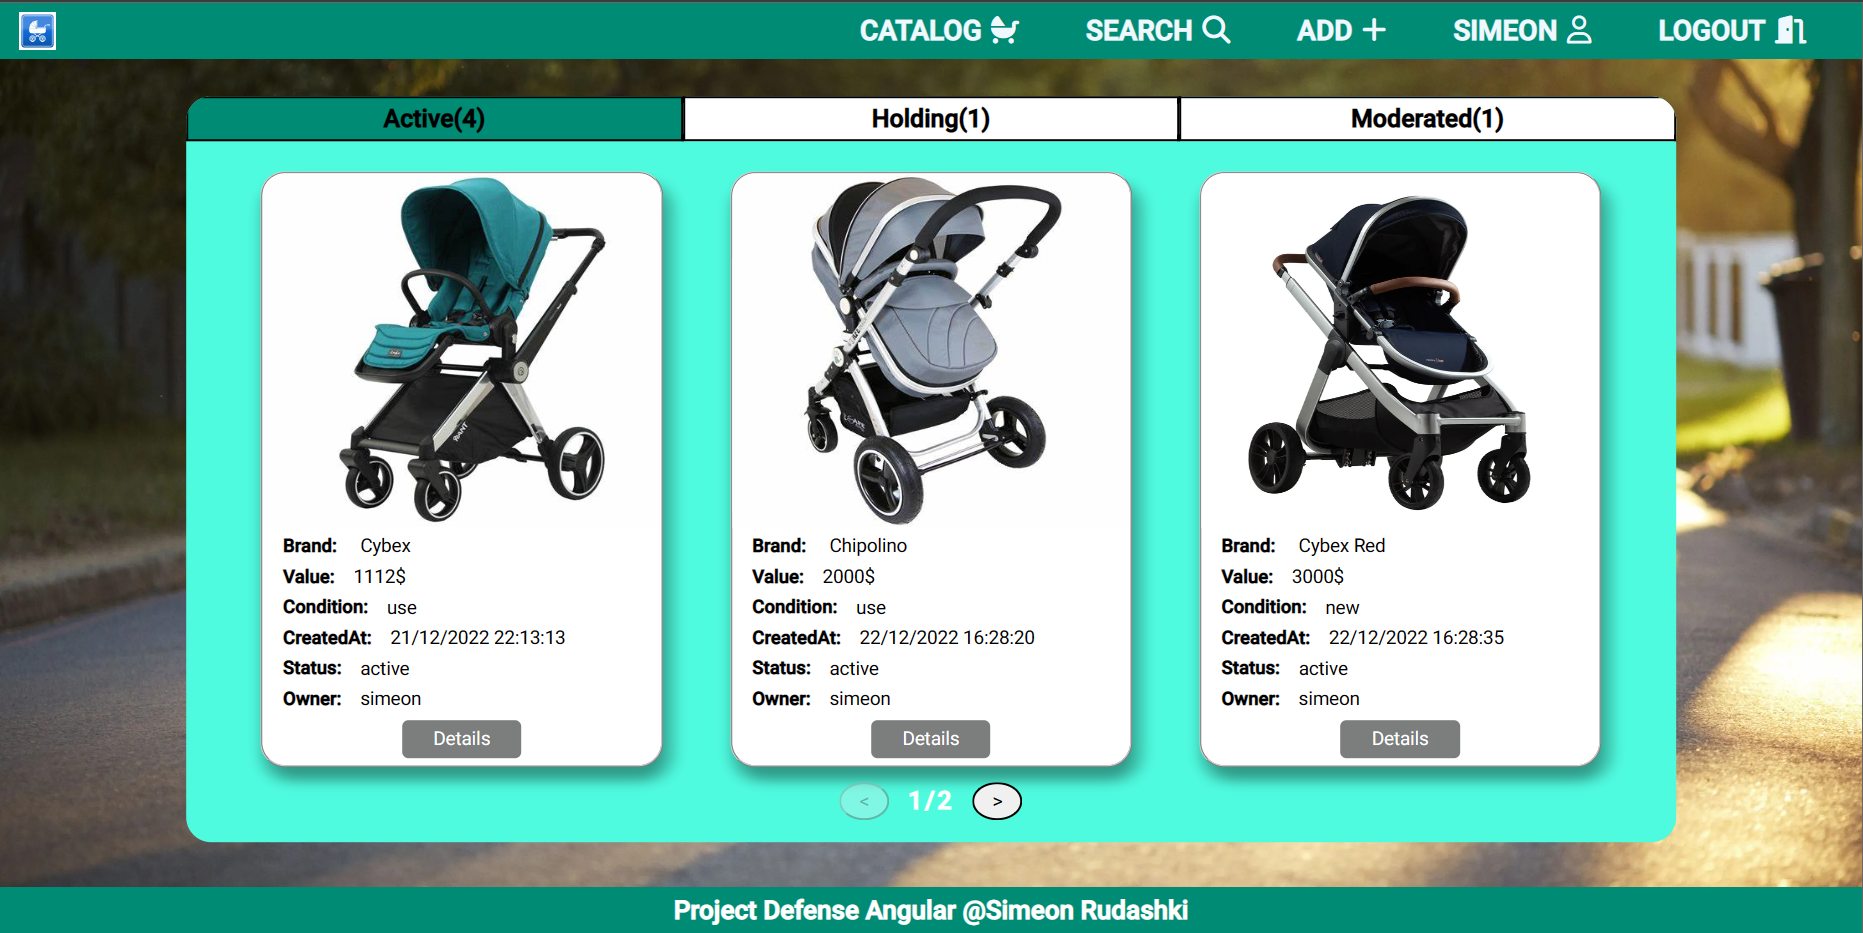 CATALOG
SEARCH
ADD
SIMEON
LOGOUT
Active(4)
Holding(1)
Moderated(1)
Brand: Cybex
Value: 1112$
Condition: use
CreatedAt: 21/12/2022 22:13:13
Status: active
Owner: simeon
Details
Brand: Chipolino
Value: 2000$
Condition: use
CreatedAt: 22/12/2022 16:28:20
Status: active
Owner: simeon
Details
Brand: Cybex Red
Value: 3000$
Condition: new
CreatedAt: 22/12/2022 16:28:35
Status: active
Owner: simeon
Details
< 1/2 >
Project Defense Angular @Simeon Rudashki